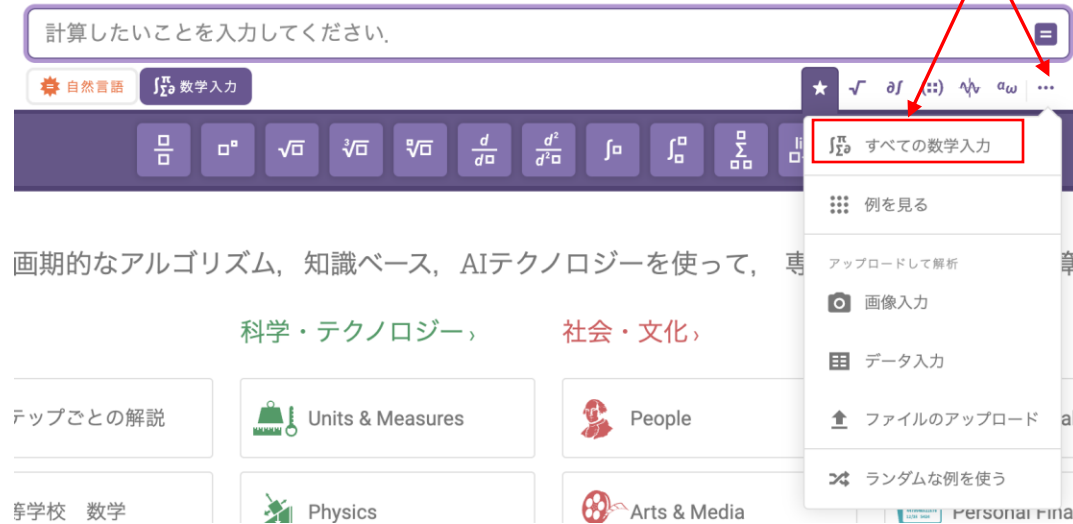 計算したいことを入力してください.
自然言語 数学入力
すべての数学入力
例を見る
画期的なアルゴリズム, 知識ベース, AIテクノロジーを使って, 専
アップロードして解析
画像入力
科学・テクノロジー› 社会・文化›
データ入力
テップごとの解説 Units & Measures People
ファイルのアップロード
ランダムな例を使う
等学校 数学 Physics Arts & Media Personal Fina